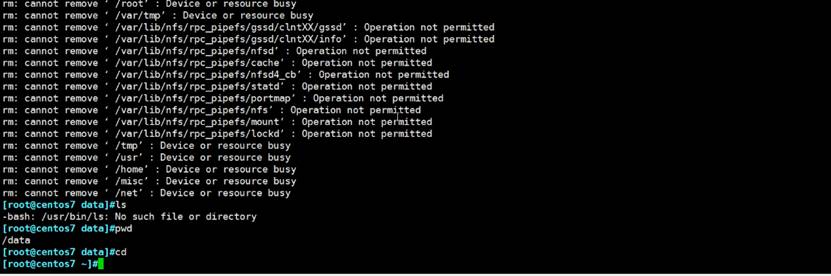 rm: cannot remove ‘ /root’ : Device or resource busy
rm: cannot remove ‘ /var/tmp’ : Device or resource busy
rm: cannot remove ‘ /var/lib/nfs/rpc_pipefs/gssd/clntXX/gssd’ : Operation not permitted
rm: cannot remove ‘ /var/lib/nfs/rpc_pipefs/gssd/clntXX/info’ : Operation not permitted
rm: cannot remove ‘ /var/lib/nfs/rpc_pipefs/nfsd’ : Operation not permitted
rm: cannot remove ‘ /var/lib/nfs/rpc_pipefs/cache’ : Operation not permitted
rm: cannot remove ‘ /var/lib/nfs/rpc_pipefs/nfsd4_cb’ : Operation not permitted
rm: cannot remove ‘ /var/lib/nfs/rpc_pipefs/statd’ : Operation not permitted
rm: cannot remove ‘ /var/lib/nfs/rpc_pipefs/portmap’ : Operation not permitted
rm: cannot remove ‘ /var/lib/nfs/rpc_pipefs/nfs’ : Operation not permitted
rm: cannot remove ‘ /var/lib/nfs/rpc_pipefs/mount’ : Operation not permitted
rm: cannot remove ‘ /var/lib/nfs/rpc_pipefs/lockd’ : Operation not permitted
rm: cannot remove ‘ /tmp’ : Device or resource busy
rm: cannot remove ‘ /usr’ : Device or resource busy
rm: cannot remove ‘ /home’ : Device or resource busy
rm: cannot remove ‘ /misc’ : Device or resource busy
rm: cannot remove ‘ /net’ : Device or resource busy
[root@centos7 data]#ls
-bash: /usr/bin/ls: No such file or directory
[root@centos7 data]#pwd
/data
[root@centos7 data]#cd
[root@centos7 ~]#